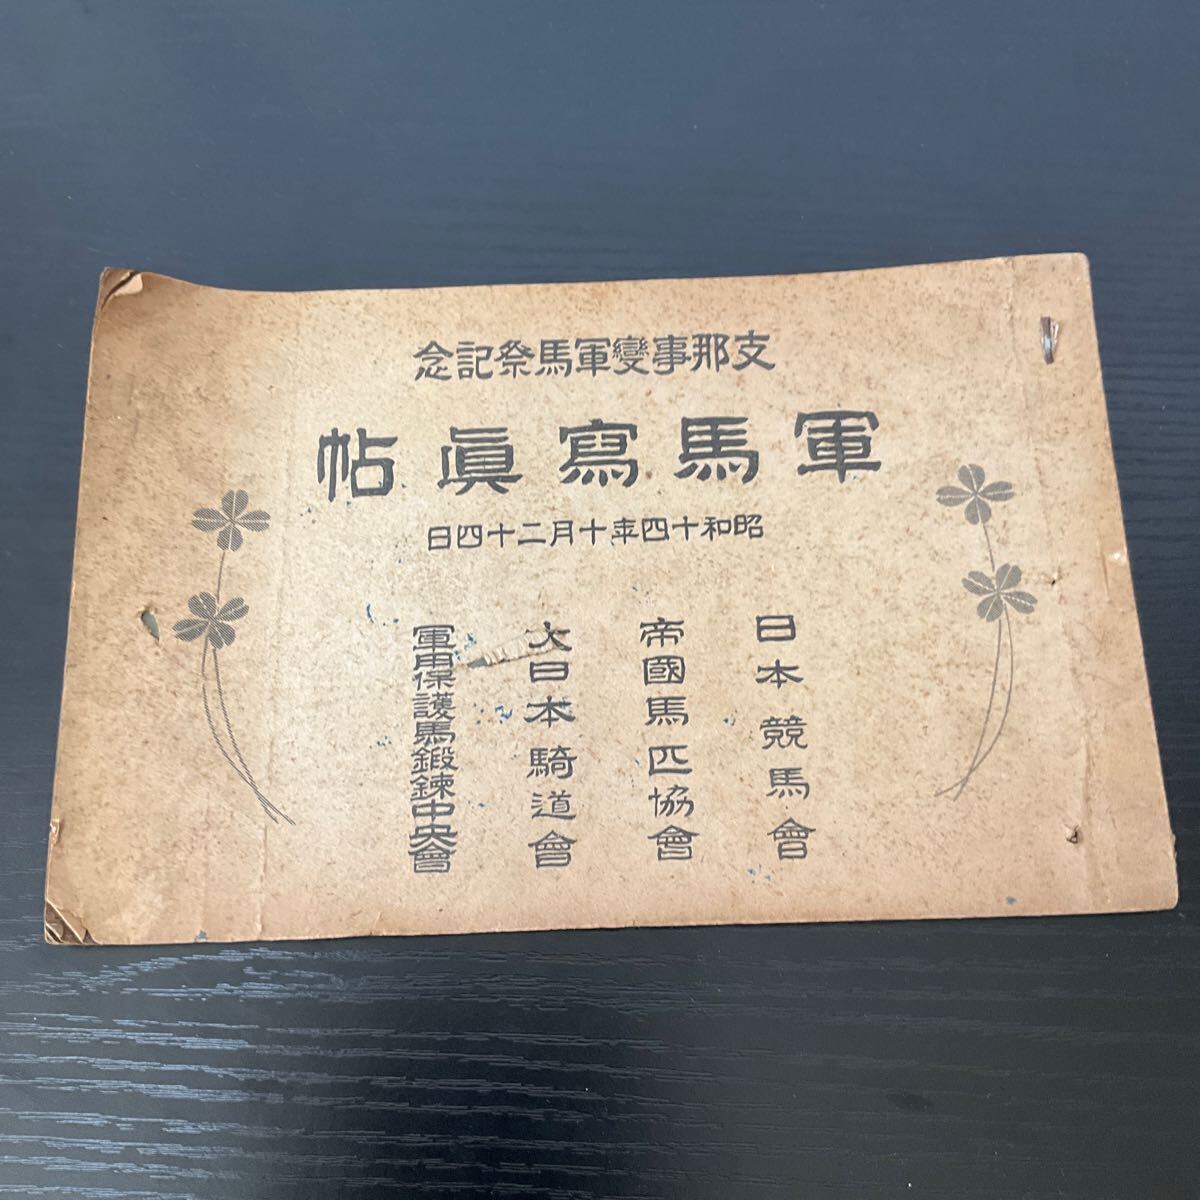 支那事變軍馬祭記念
軍馬寫眞帖
昭和十四年十月二十四日
日本競馬會
帝國馬匹協會
大日本騎道會
軍用保護馬鍛錬中央會